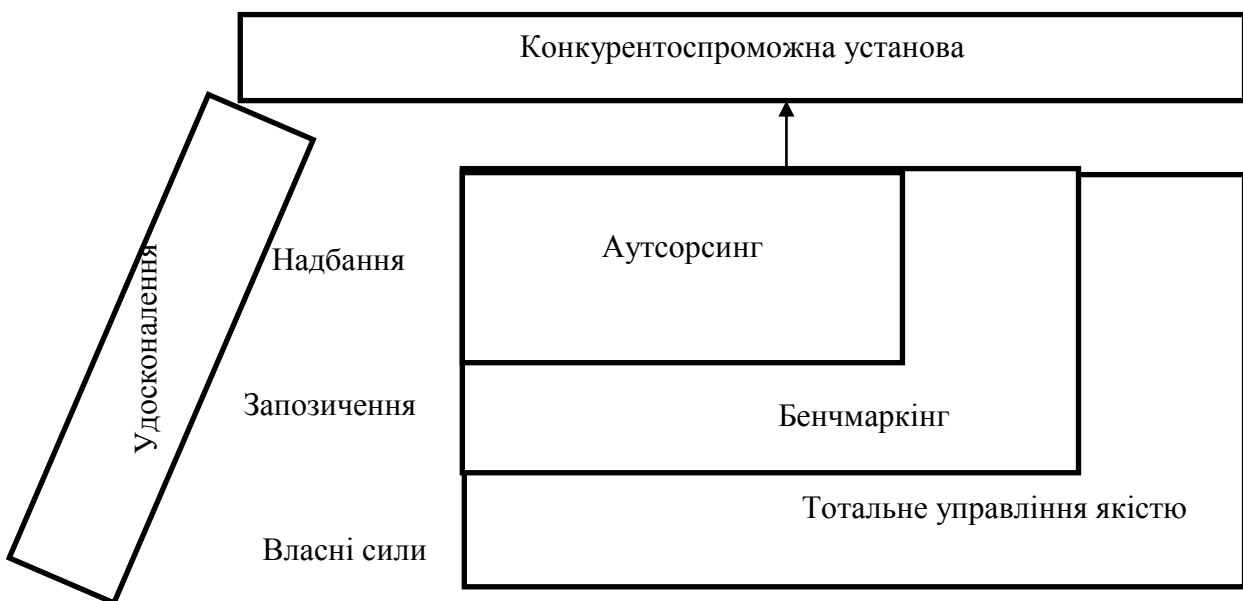 Конкурентоспроможна установа
Удосконалення
Надбання
Аутсорсинг
Запозичення
Бенчмаркінг
Тотальне управління якістю
Власні сили